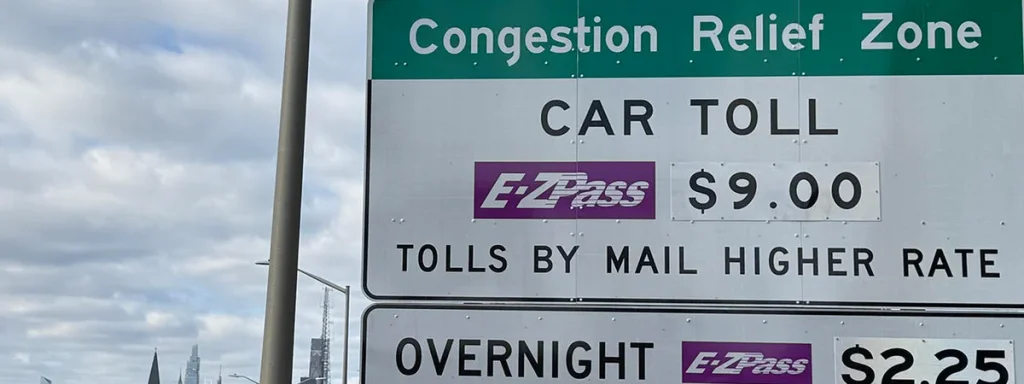 Congestion Relief Zone
CAR TOLL
E-ZPass $9.00
TOLLS BY MAIL HIGHER RATE
OVERNIGHT E-ZPass $2.25